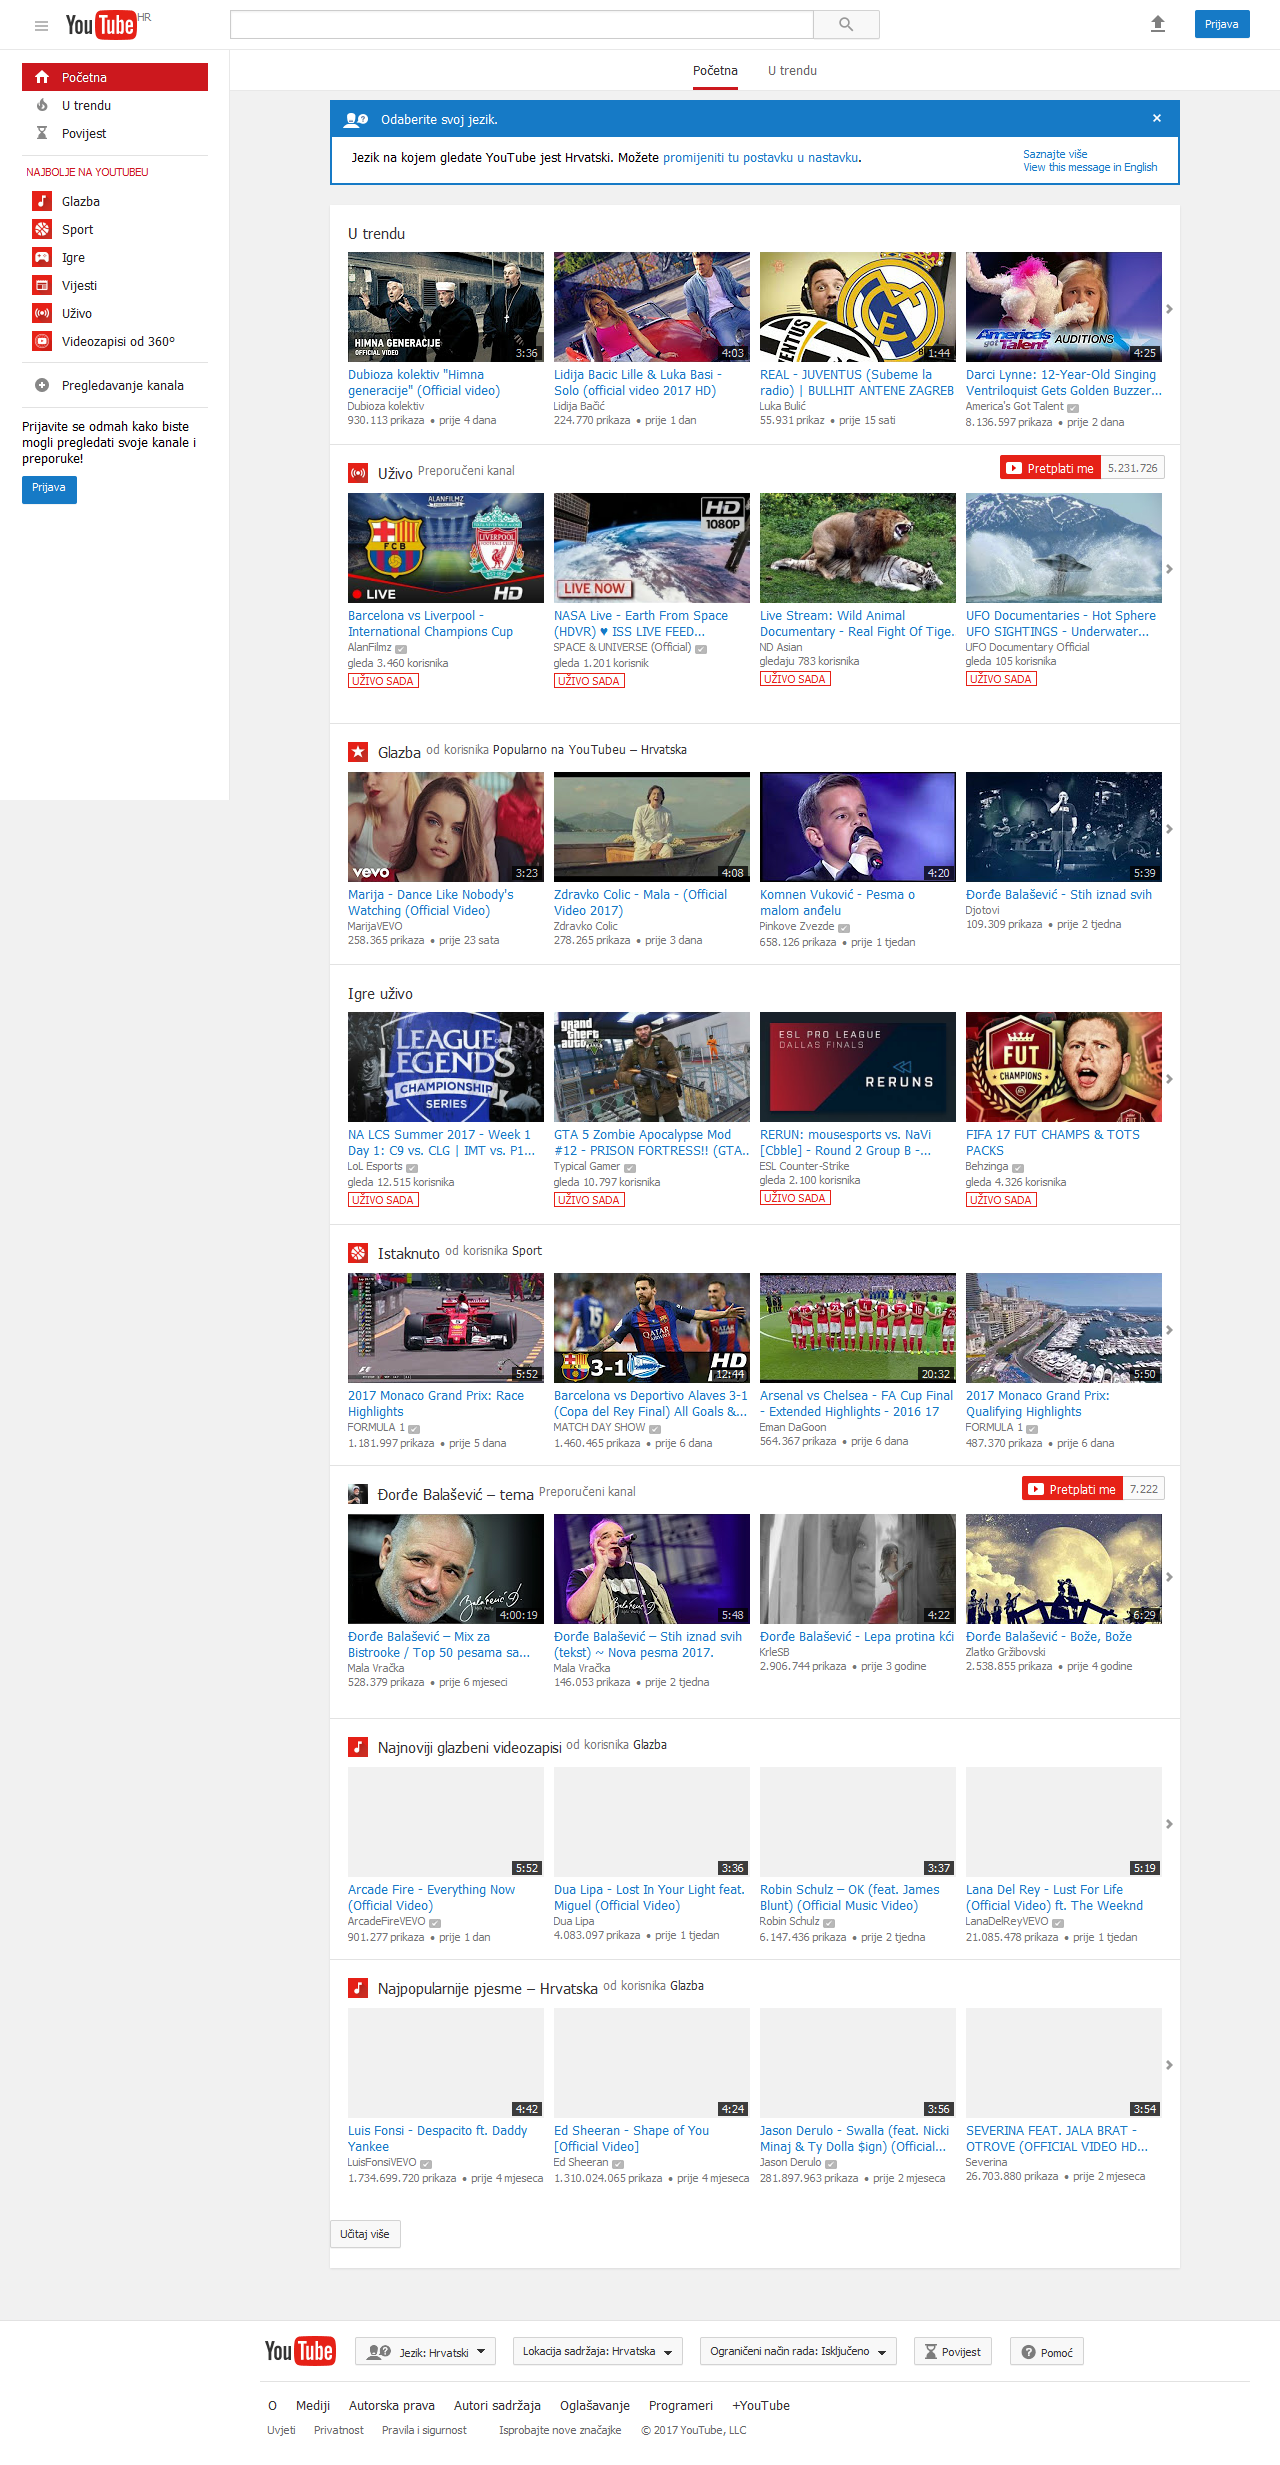 YouTube HR
Prijava
Početna
U trendu
Povijest
NAJBOLJE NA YOUTUBEU
Glazba
Sport
Igre
Vijesti
Uživo
Videozapisi od 360°
Pregledavanje kanala
Prijavite se odmah kako biste
mogli pregledati svoje kanale i
preporuke!
Prijava
Početna U trendu
Odaberite svoj jezik. ×
Jezik na kojem gledate YouTube jest Hrvatski. Možete promijeniti tu postavku u nastavku.
Saznajte više
View this message in English
U trendu
HIMNA GENERACIJE
OFFICIAL VIDEO
3:36
Dubioza kolektiv "Himna
generacije" (Official video)
Dubioza kolektiv
930.113 prikaza • prije 4 dana
4:03
Lidija Bacic Lille & Luka Basi -
Solo (official video 2017 HD)
Lidija Bačić
224.770 prikaza • prije 1 dan
JUVENTUS
1:44
REAL - JUVENTUS (Subeme la
radio) | BULLHIT ANTENE ZAGREB
Luka Bulić
55.931 prikaz • prije 15 sati
America's got Talent AUDITIONS
4:25
Darci Lynne: 12-Year-Old Singing
Ventriloquist Gets Golden Buzzer...
America's Got Talent
8.136.597 prikaza • prije 2 dana
Uživo Preporučeni kanal
Pretplati me 5.231.726
ALANFILMZ
FCB
LIVERPOOL
LIVE HD
Barcelona vs Liverpool -
International Champions Cup
AlanFilmz
gleda 3.460 korisnika
UŽIVO SADA
HD
1080P
LIVE NOW
NASA Live - Earth From Space
(HDVR) ♥ ISS LIVE FEED...
SPACE & UNIVERSE (Official)
gleda 1.201 korisnik
UŽIVO SADA
Live Stream: Wild Animal
Documentary - Real Fight Of Tige.
ND Asian
gledaju 783 korisnika
UŽIVO SADA
UFO Documentaries - Hot Sphere
UFO SIGHTINGS - Underwater...
UFO Documentary Official
gleda 105 korisnika
UŽIVO SADA
Glazba od korisnika Popularno na YouTubeu – Hrvatska
vevo
3:23
Marija - Dance Like Nobody's
Watching (Official Video)
MarijaVEVO
258.365 prikaza • prije 23 sata
4:08
Zdravko Colic - Mala - (Official
Video 2017)
Zdravko Colic
278.265 prikaza • prije 3 dana
4:20
Komnen Vuković - Pesma o
malom anđelu
Pinkove Zvezde
658.126 prikaza • prije 1 tjedan
5:39
Đorđe Balašević - Stih iznad svih
Djotovi
109.309 prikaza • prije 2 tjedna
Igre uživo
LEAGUE OF
LEGENDS
CHAMPIONSHIP
SERIES
NA LCS Summer 2017 - Week 1
Day 1: C9 vs. CLG | IMT vs. P1...
LoL Esports
gleda 12.515 korisnika
UŽIVO SADA
grand
theft
auto
GTA 5 Zombie Apocalypse Mod
#12 - PRISON FORTRESS!! (GTA..
Typical Gamer
gleda 10.797 korisnika
UŽIVO SADA
ESL PRO LEAGUE
DALLAS FINALS
RERUNS
RERUN: mousesports vs. NaVi
[Cbble] - Round 2 Group B -...
ESL Counter-Strike
gleda 2.100 korisnika
UŽIVO SADA
FUT
CHAMPIONS
FIFA 17 FUT CHAMPS & TOTS
PACKS
Behzinga
gleda 4.326 korisnika
UŽIVO SADA
Istaknuto od korisnika Sport
5:52
2017 Monaco Grand Prix: Race
Highlights
FORMULA 1
1.181.997 prikaza • prije 5 dana
QATAR
3-1 HD
12:44
Barcelona vs Deportivo Alaves 3-1
(Copa del Rey Final) All Goals &...
MATCH DAY SHOW
1.460.465 prikaza • prije 6 dana
20:32
Arsenal vs Chelsea - FA Cup Final
- Extended Highlights - 2016 17
Eman DaGoon
564.367 prikaza • prije 6 dana
5:50
2017 Monaco Grand Prix:
Qualifying Highlights
FORMULA 1
487.370 prikaza • prije 6 dana
Đorđe Balašević – tema Preporučeni kanal
Pretplati me 7.222
4:00:19
Đorđe Balašević – Mix za
Bistrooke / Top 50 pesama sa...
Mala Vračka
528.379 prikaza • prije 6 mjeseci
5:48
Đorđe Balašević – Stih iznad svih
(tekst) ~ Nova pesma 2017.
Mala Vračka
146.053 prikaza • prije 2 tjedna
4:22
Đorđe Balašević - Lepa protina kći
KrleSB
2.906.744 prikaza • prije 3 godine
6:29
Đorđe Balašević - Bože, Bože
Zlatko Gržibovski
2.538.855 prikaza • prije 4 godine
Najnoviji glazbeni videozapisi od korisnika Glazba
5:52
Arcade Fire - Everything Now
(Official Video)
ArcadeFireVEVO
901.277 prikaza • prije 1 dan
3:36
Dua Lipa - Lost In Your Light feat.
Miguel (Official Video)
Dua Lipa
4.083.097 prikaza • prije 1 tjedan
3:37
Robin Schulz – OK (feat. James
Blunt) (Official Music Video)
Robin Schulz
6.147.436 prikaza • prije 2 tjedna
5:19
Lana Del Rey - Lust For Life
(Official Video) ft. The Weeknd
LanaDelReyVEVO
21.085.478 prikaza • prije 1 tjedan
Najpopularnije pjesme – Hrvatska od korisnika Glazba
4:42
Luis Fonsi - Despacito ft. Daddy
Yankee
LuisFonsiVEVO
1.734.699.720 prikaza • prije 4 mjeseca
4:24
Ed Sheeran - Shape of You
[Official Video]
Ed Sheeran
1.310.024.065 prikaza • prije 4 mjeseca
3:56
Jason Derulo - Swalla (feat. Nicki
Minaj & Ty Dolla $ign) (Official...
Jason Derulo
281.897.963 prikaza • prije 2 mjeseca
3:54
SEVERINA FEAT. JALA BRAT -
OTROVE (OFFICIAL VIDEO HD...
Severina
26.703.880 prikaza • prije 2 mjeseca
Učitaj više
YouTube Jezik: Hrvatski Lokacija sadržaja: Hrvatska Ograničeni način rada: Isključeno Povijest Pomoć
O Mediji Autorska prava Autori sadržaja Oglašavanje Programeri +YouTube
Uvjeti Privatnost Pravila i sigurnost Isprobajte nove značajke © 2017 YouTube, LLC